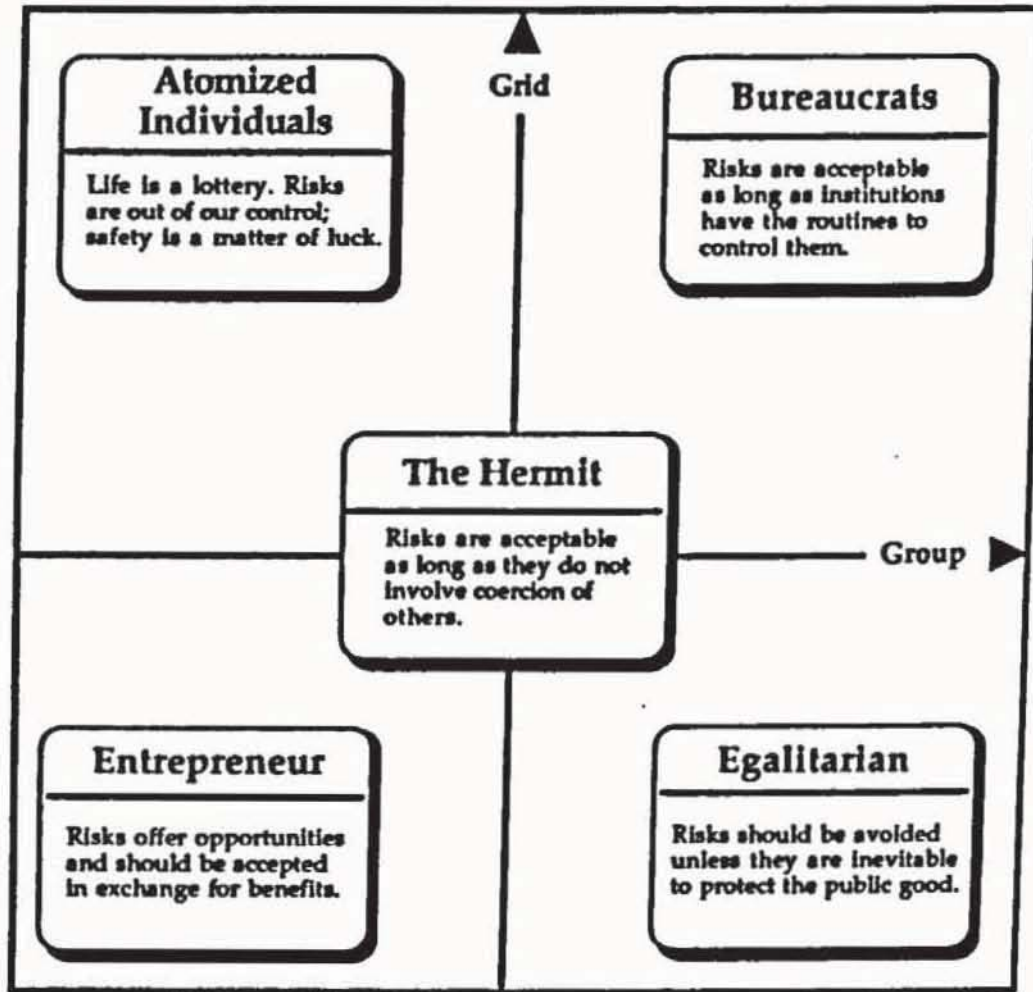 Grid
Atomized
Individuals
Life is a lottery. Risks
are out of our control;
safety is a matter of luck.
Bureaucrats
Risks are acceptable
as long as institutions
have the routines to
control them.
The Hermit
Risks are acceptable
as long as they do not
involve coercion of
others.
Group
Entrepreneur
Risks offer opportunities
and should be accepted
in exchange for benefits.
Egalitarian
Risks should be avoided
unless they are inevitable
to protect the public good.